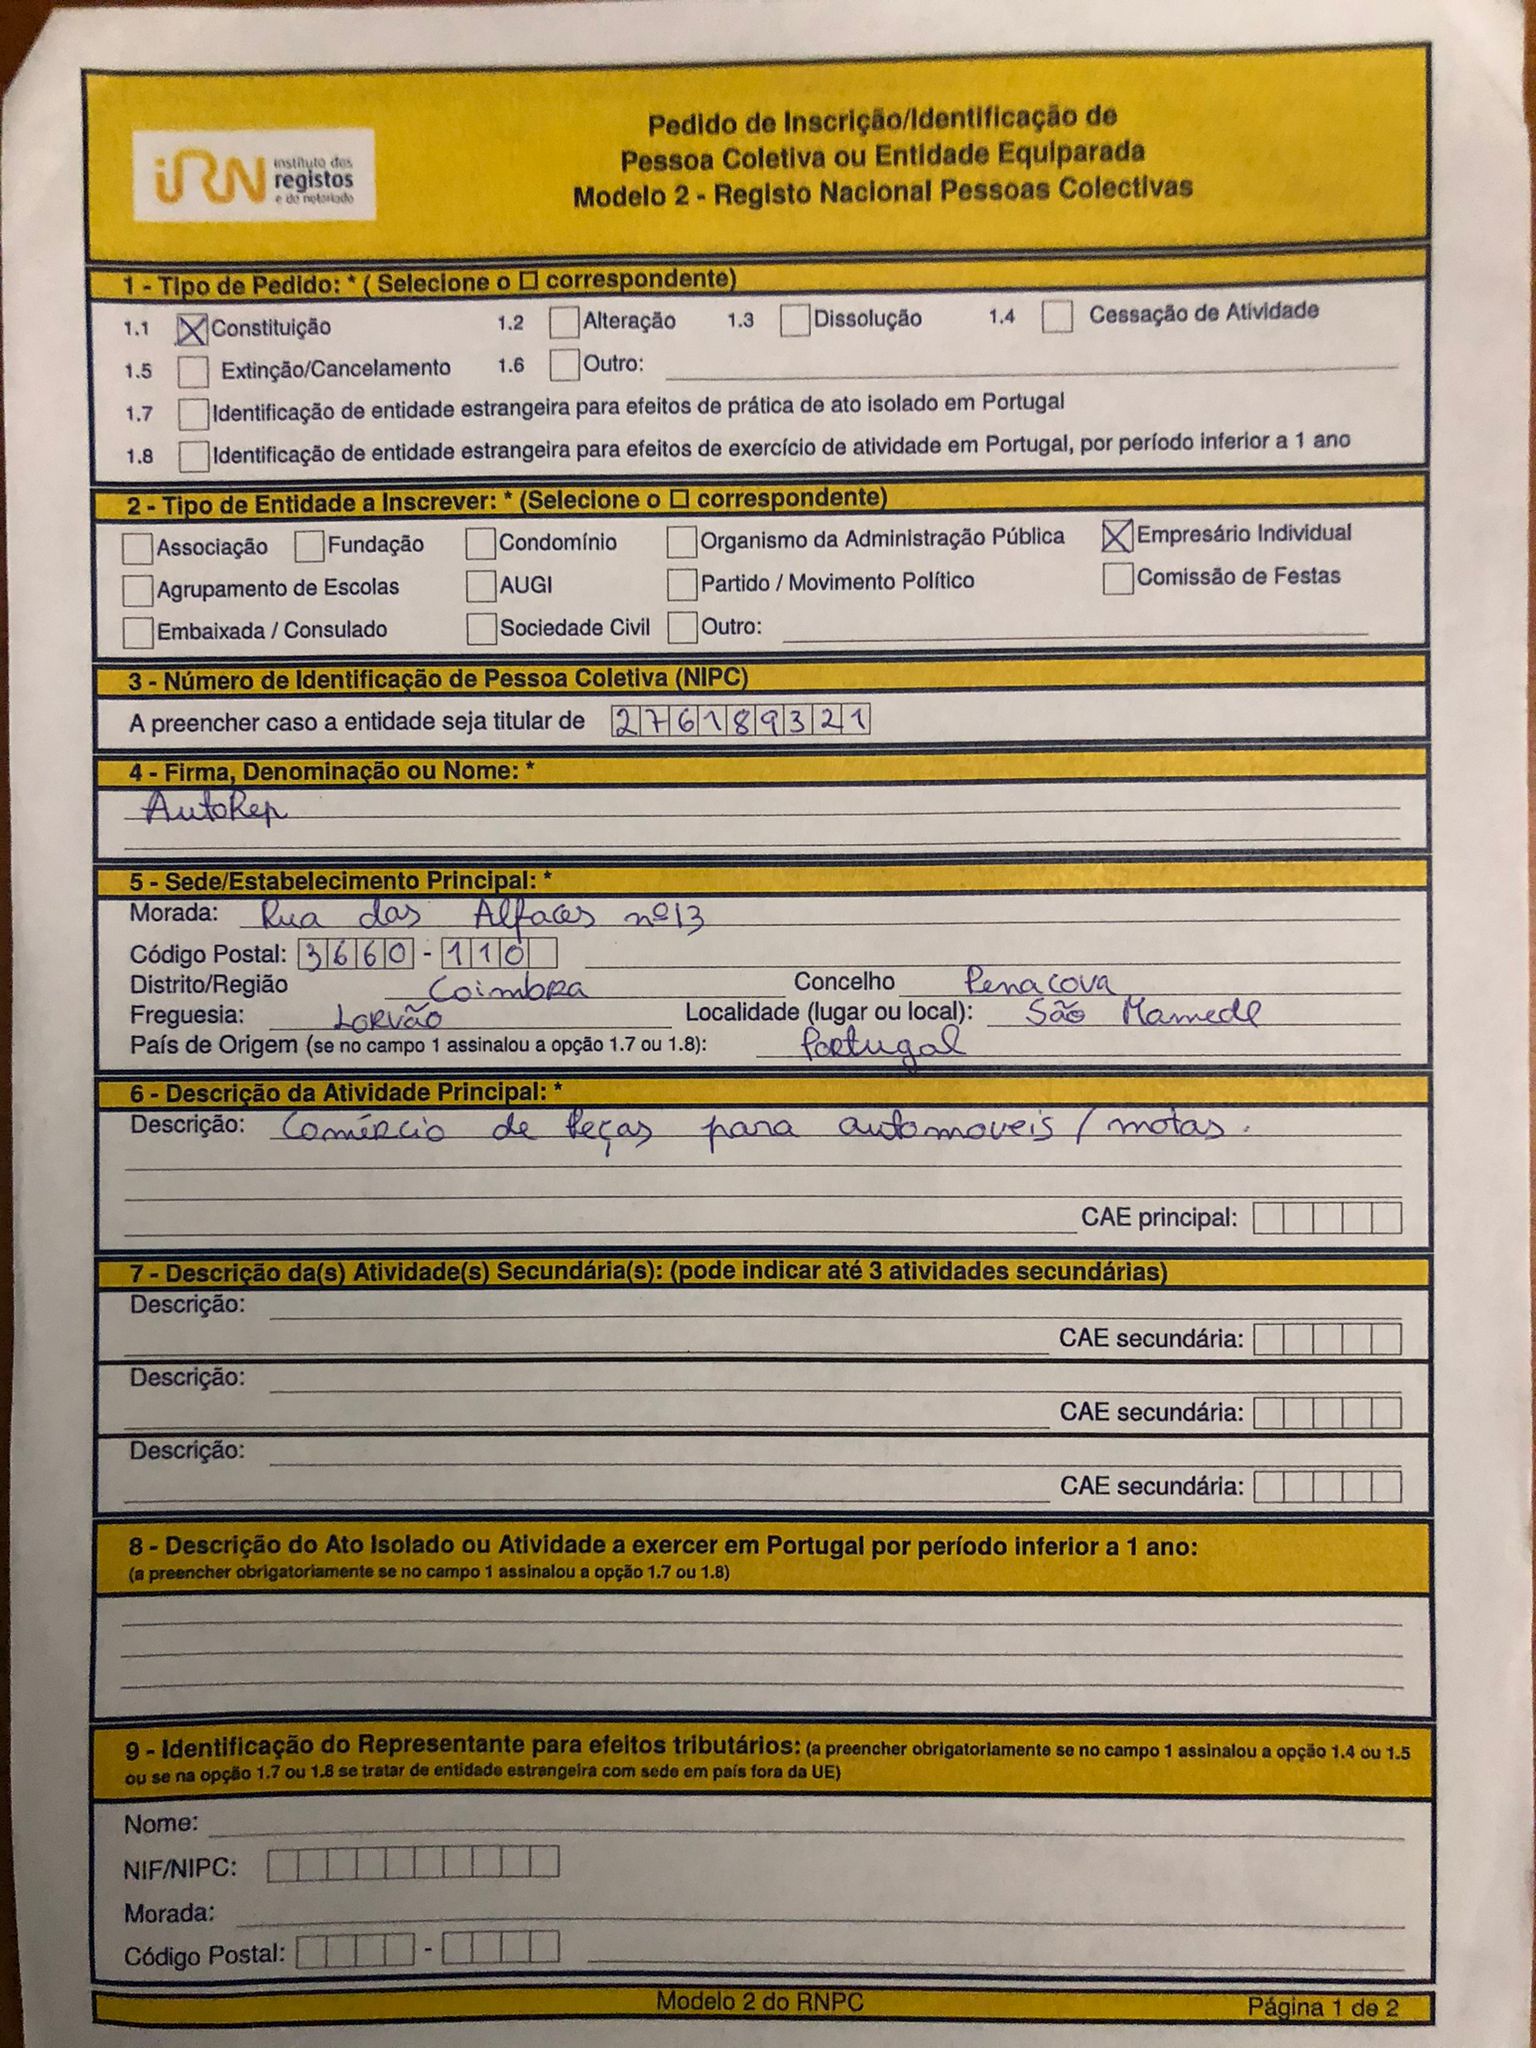 iRN instituto dos registos e do notariado
Pedido de Inscrição/Identificação de
Pessoa Coletiva ou Entidade Equiparada
Modelo 2 - Registo Nacional Pessoas Colectivas
1 - Tipo de Pedido: * ( Selecione o ☐ correspondente)
1.1 ☒ Constituição 1.2 ☐ Alteração 1.3 ☐ Dissolução 1.4 ☐ Cessação de Atividade
1.5 ☐ Extinção/Cancelamento 1.6 ☐ Outro:
1.7 ☐ Identificação de entidade estrangeira para efeitos de prática de ato isolado em Portugal
1.8 ☐ Identificação de entidade estrangeira para efeitos de exercício de atividade em Portugal, por período inferior a 1 ano
2 - Tipo de Entidade a Inscrever: * (Selecione o ☐ correspondente)
☐ Associação ☐ Fundação ☐ Condomínio ☐ Organismo da Administração Pública ☒ Empresário Individual
☐ Agrupamento de Escolas ☐ AUGI ☐ Partido / Movimento Político ☐ Comissão de Festas
☐ Embaixada / Consulado ☐ Sociedade Civil ☐ Outro:
3 - Número de Identificação de Pessoa Coletiva (NIPC)
A preencher caso a entidade seja titular de 276189321
4 - Firma, Denominação ou Nome: *
AutoRep
5 - Sede/Estabelecimento Principal: *
Morada: Rua das Alfaces nº13
Código Postal: 3660 - 110
Distrito/Região Coimbra Concelho Penacova
Freguesia: Lorvão Localidade (lugar ou local): São Mamede
País de Origem (se no campo 1 assinalou a opção 1.7 ou 1.8): Portugal
6 - Descrição da Atividade Principal: *
Descrição: Comércio de Peças para automoveis / motas.
CAE principal:
7 - Descrição da(s) Atividade(s) Secundária(s): (pode indicar até 3 atividades secundárias)
Descrição:
CAE secundária:
Descrição:
CAE secundária:
Descrição:
CAE secundária:
8 - Descrição do Ato Isolado ou Atividade a exercer em Portugal por período inferior a 1 ano:
(a preencher obrigatoriamente se no campo 1 assinalou a opção 1.7 ou 1.8)
9 - Identificação do Representante para efeitos tributários: (a preencher obrigatoriamente se no campo 1 assinalou a opção 1.4 ou 1.5
ou se na opção 1.7 ou 1.8 se tratar de entidade estrangeira com sede em país fora da UE)
Nome:
NIF/NIPC:
Morada:
Código Postal: -
Modelo 2 do RNPC Página 1 de 2